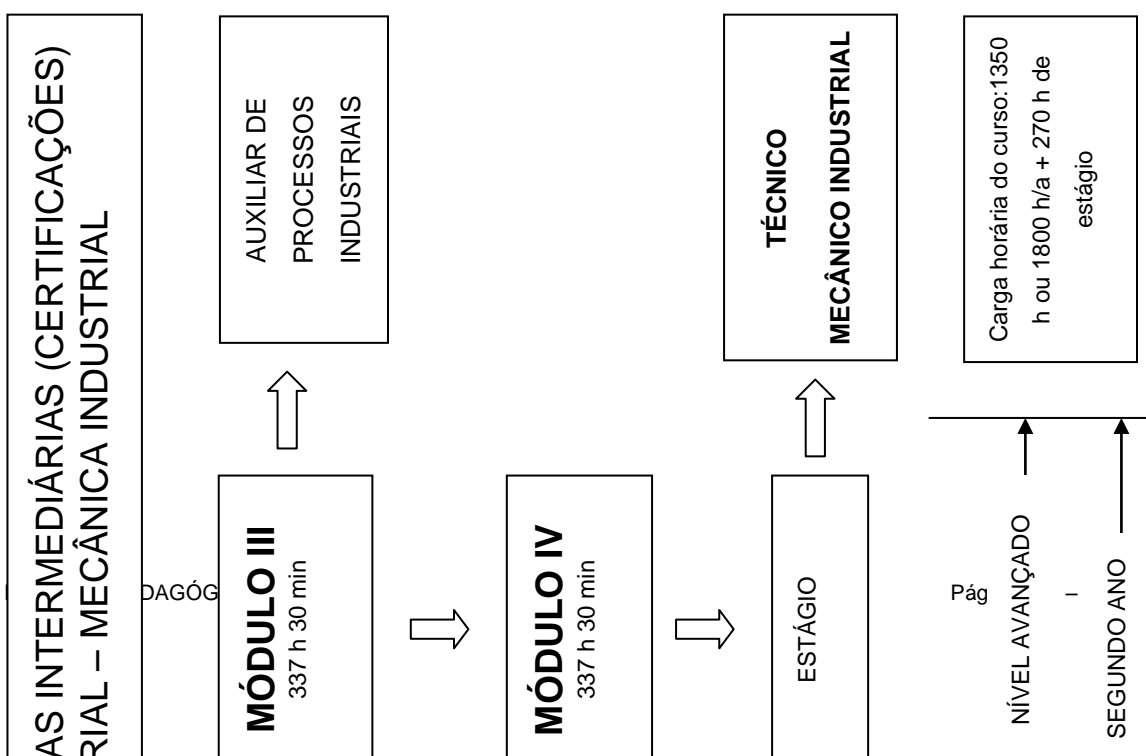 AS INTERMEDIÁRIAS (CERTIFICAÇÕES)
RIAL – MECÂNICA INDUSTRIAL
AUXILIAR DE
PROCESSOS
INDUSTRIAIS
MÓDULO III
337 h 30 min
DAGÓG
MÓDULO IV
337 h 30 min
ESTÁGIO
TÉCNICO
MECÂNICO INDUSTRIAL
Carga horária do curso:1350
h ou 1800 h/a + 270 h de
estágio
Pág –
NÍVEL AVANÇADO
SEGUNDO ANO